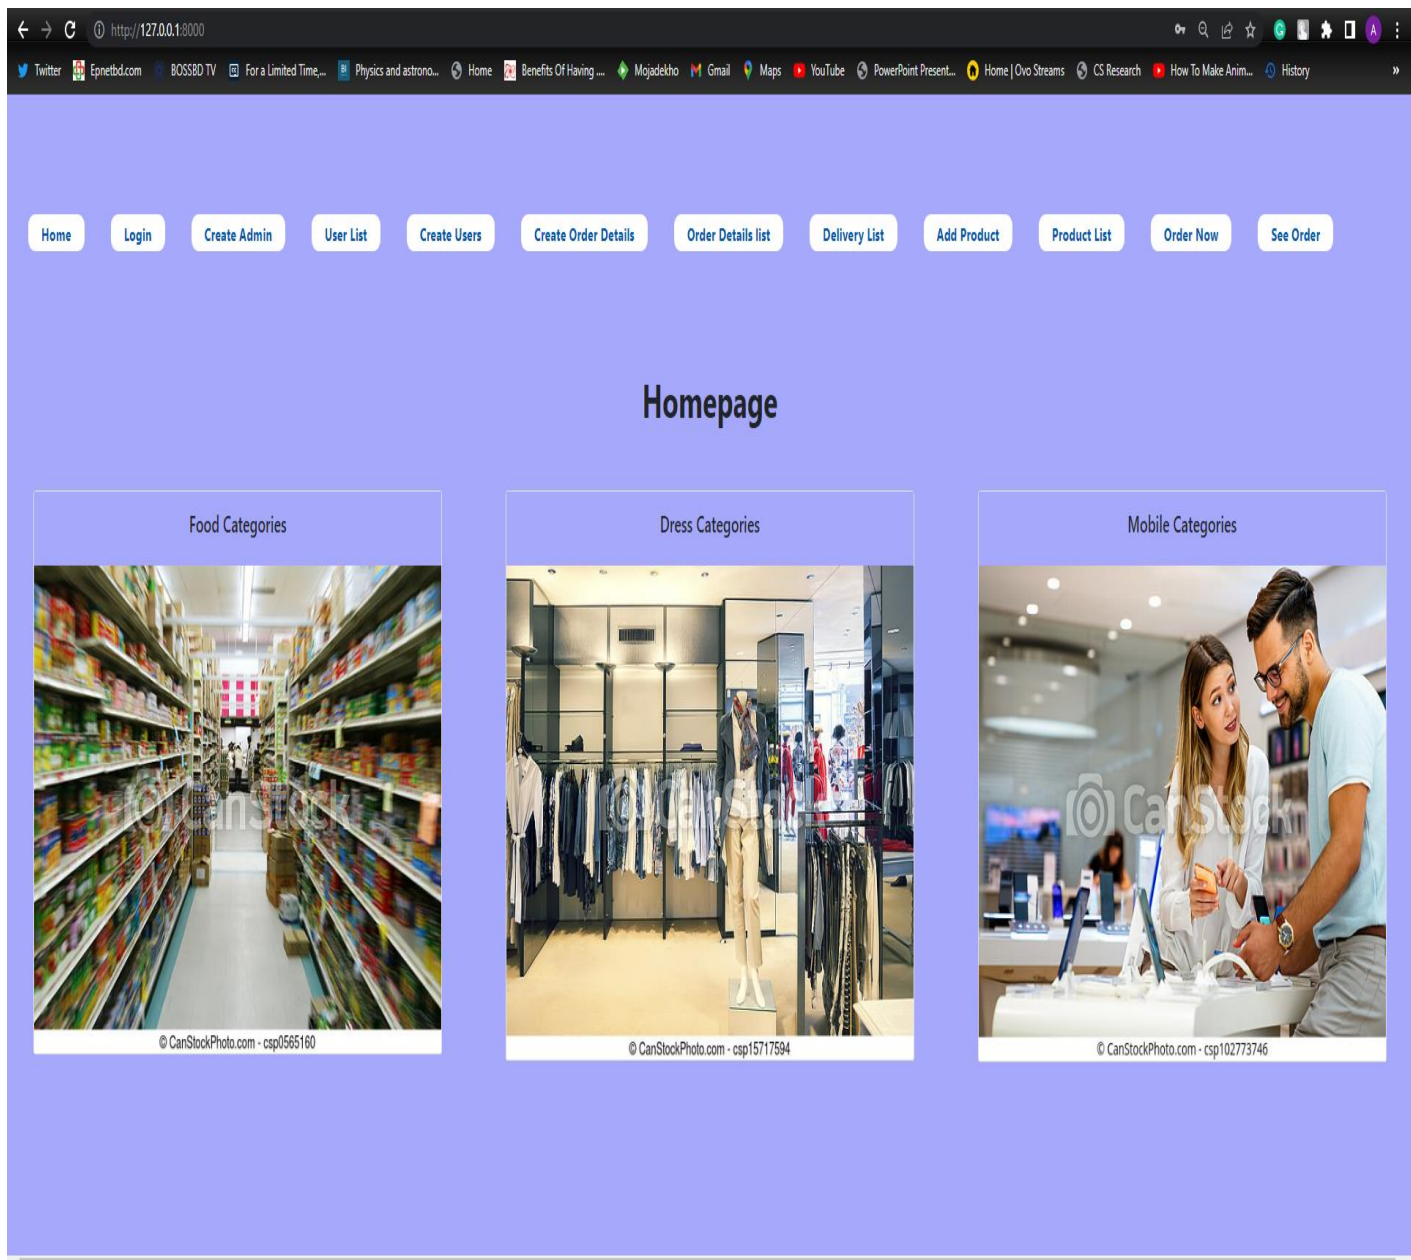 http://127.0.0.1:8000
Twitter Epnetbd.com BOSSBD TV For a Limited Time,... Physics and astrono... Home Benefits Of Having .... Mojadekho Gmail Maps YouTube PowerPoint Present... Home | Ovo Streams CS Research How To Make Anim... History »
Home Login Create Admin User List Create Users Create Order Details Order Details list Delivery List Add Product Product List Order Now See Order
Homepage
Food Categories Dress Categories Mobile Categories
CanStock CanStock CanStock
© CanStockPhoto.com - csp0565160 © CanStockPhoto.com - csp15717594 © CanStockPhoto.com - csp102773746